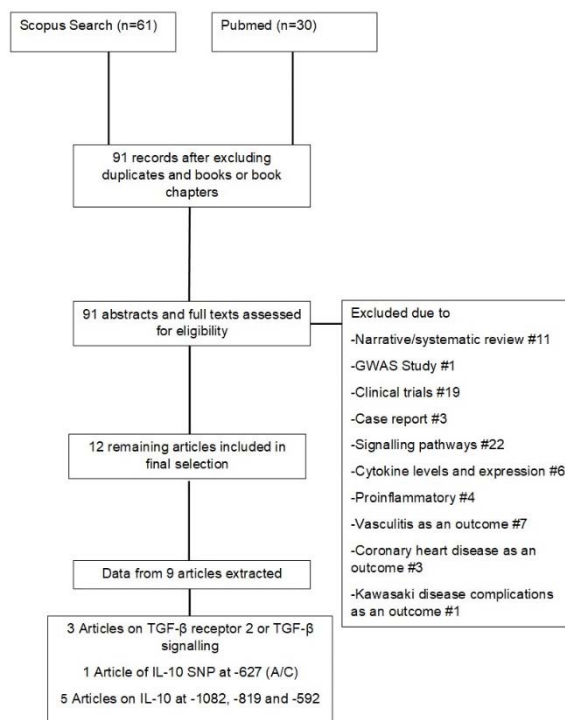 Scopus Search (n=61)
Pubmed (n=30)
91 records after excluding
duplicates and books or book
chapters
91 abstracts and full texts assessed
for eligibility
Excluded due to
-Narrative/systematic review #11
-GWAS Study #1
-Clinical trials #19
-Case report #3
-Signalling pathways #22
-Cytokine levels and expression #6
-Proinflammatory #4
-Vasculitis as an outcome #7
-Coronary heart disease as an
outcome #3
-Kawasaki disease complications
as an outcome #1
12 remaining articles included in
final selection
Data from 9 articles extracted
3 Articles on TGF-β receptor 2 or TGF-β
signalling
1 Article of IL-10 SNP at -627 (A/C)
5 Articles on IL-10 at -1082, -819 and -592